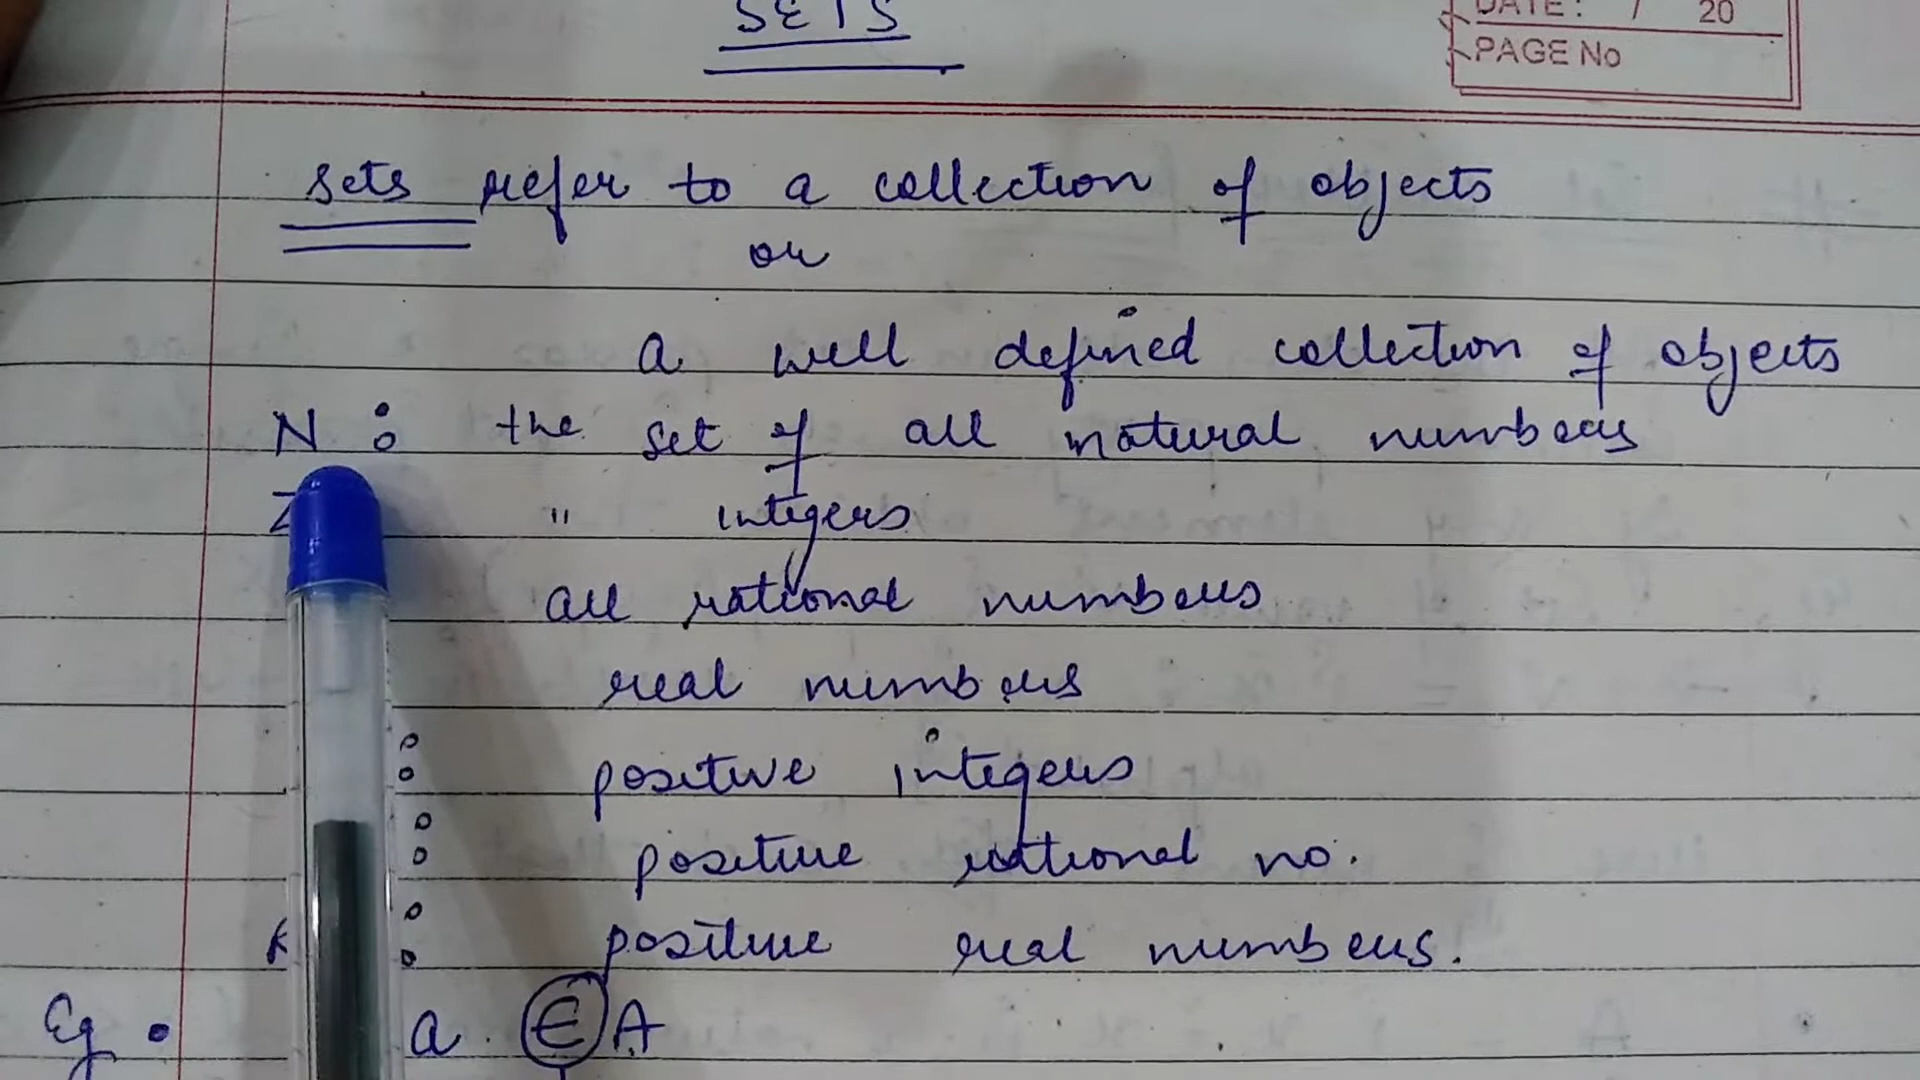 SETS
DATE: / 20
PAGE No
sets refer to a collection of objects
or
a well defined collection of objects
N : the set of all natural numbers
Z " integers
all rational numbers
real numbers
: positive integers
: positive rational no.
: positive real numbers.
Eg • a ∈ A